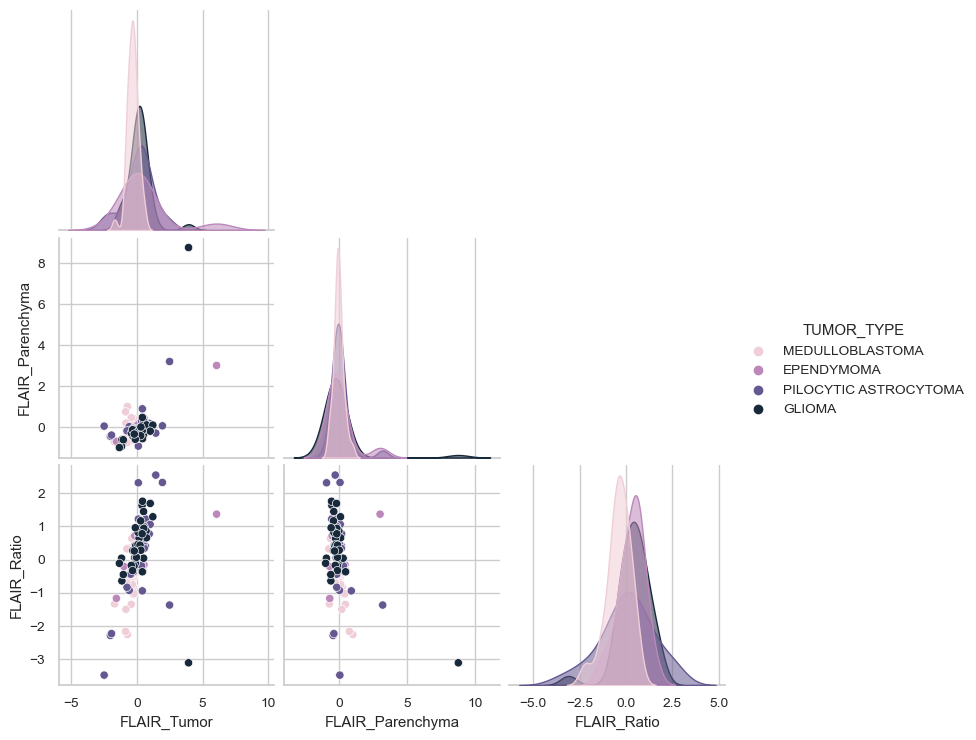 8
6
4
2
0
FLAIR_Parenchyma
TUMOR_TYPE
MEDULLOBLASTOMA
EPENDYMOMA
PILOCYTIC ASTROCYTOMA
GLIOMA
2
1
0
−1
−2
−3
FLAIR_Ratio
−5 0 5 10
FLAIR_Tumor
0 5 10
FLAIR_Parenchyma
−5.0 −2.5 0.0 2.5 5.0
FLAIR_Ratio